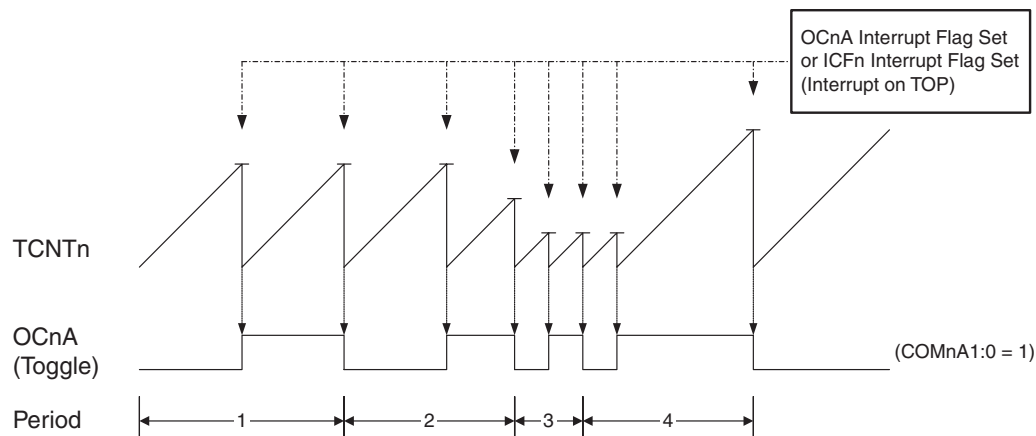 OCnA Interrupt Flag Set
or ICFn Interrupt Flag Set
(Interrupt on TOP)
TCNTn
OCnA
(Toggle)
(COMnA1:0 = 1)
Period
1
2
3
4